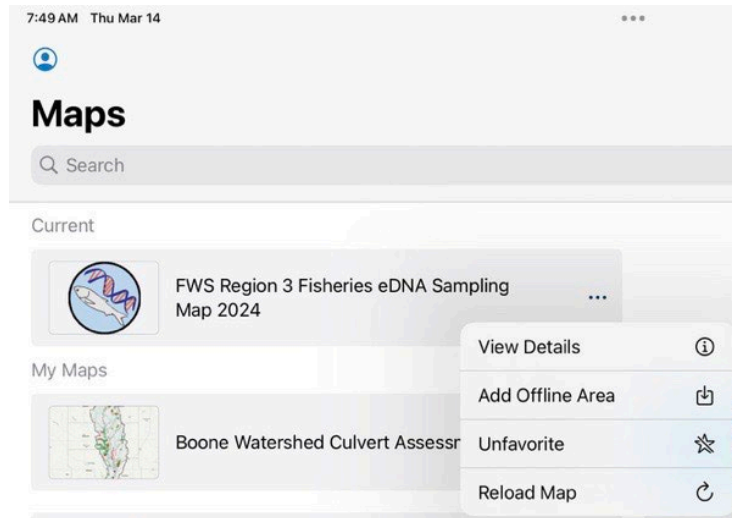 7:49 AM Thu Mar 14
Maps
Search
Current
FWS Region 3 Fisheries eDNA Sampling
Map 2024
View Details
My Maps
Add Offline Area
Boone Watershed Culvert Assessm
Unfavorite
Reload Map